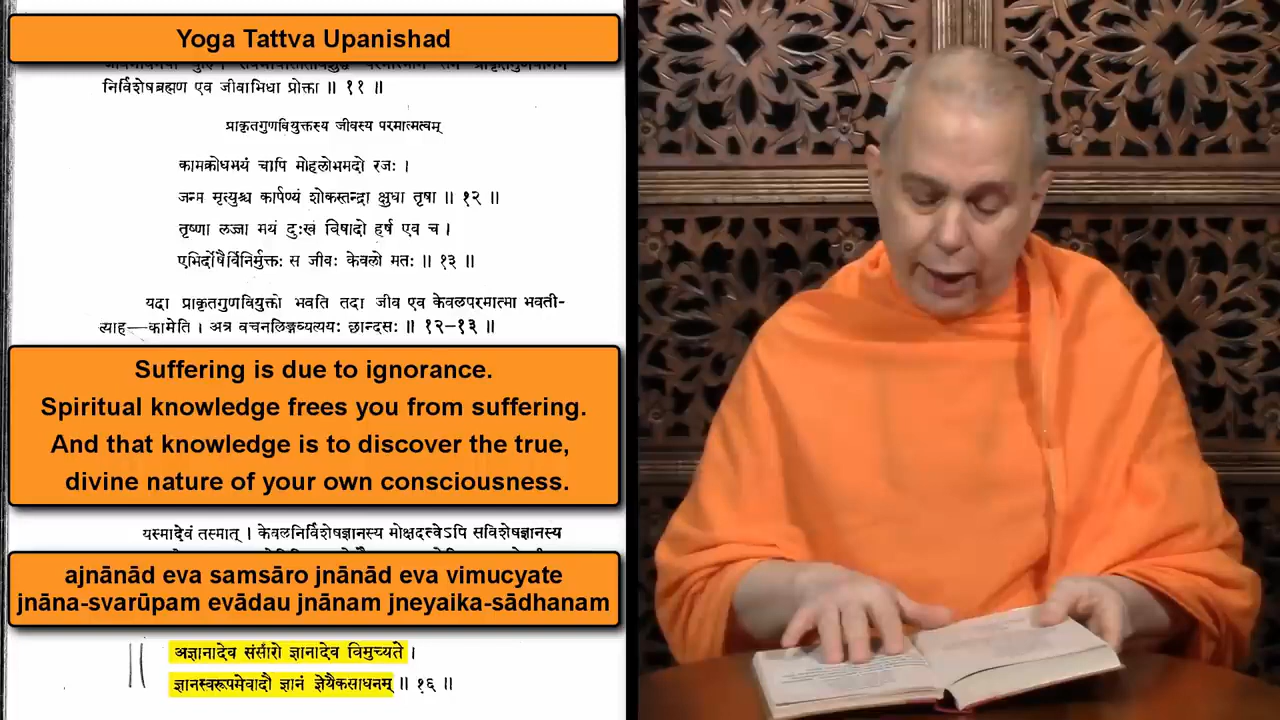 Yoga Tattva Upanishad
निर्विशेषब्रह्मण एव जीवाभिधा प्रोक्ता ॥ ११ ॥
प्राकृतगुणवियुक्तस्य जीवस्य परमात्मत्वम्
कामक्रोधभयं चापि मोहलोभमदो रजः ।
जन्म मृत्युश्च कार्पण्यं शोकस्तन्द्रा क्षुधा तृषा ॥ १२ ॥
तृष्णा लज्जा भयं दुःखं विषादो हर्ष एव च ।
एभिर्दोषैर्विनिर्मुक्तः स जीवः केवलो मतः ॥ १३ ॥
यदा प्राकृतगुणवियुक्तो भवति तदा जीव एव केवलपरमात्मा भवती-
त्याह—कामेति । अत्र वचनलिङ्गव्यत्ययः छान्दसः ॥ १२–१३ ॥
Suffering is due to ignorance.
Spiritual knowledge frees you from suffering.
And that knowledge is to discover the true,
divine nature of your own consciousness.
यस्मादेवं तस्मात् । केवलनिर्विशेषज्ञानस्य मोक्षदत्वेऽपि सविशेषज्ञानस्य
ajnānād eva samsāro jnānād eva vimucyate
jnāna-svarūpam evādau jnānam jneyaika-sādhanam
अज्ञानादेव संसारो ज्ञानादेव विमुच्यते ।
ज्ञानस्वरूपमेवादौ ज्ञानं ज्ञेयैकसाधनम् ॥ १६ ॥